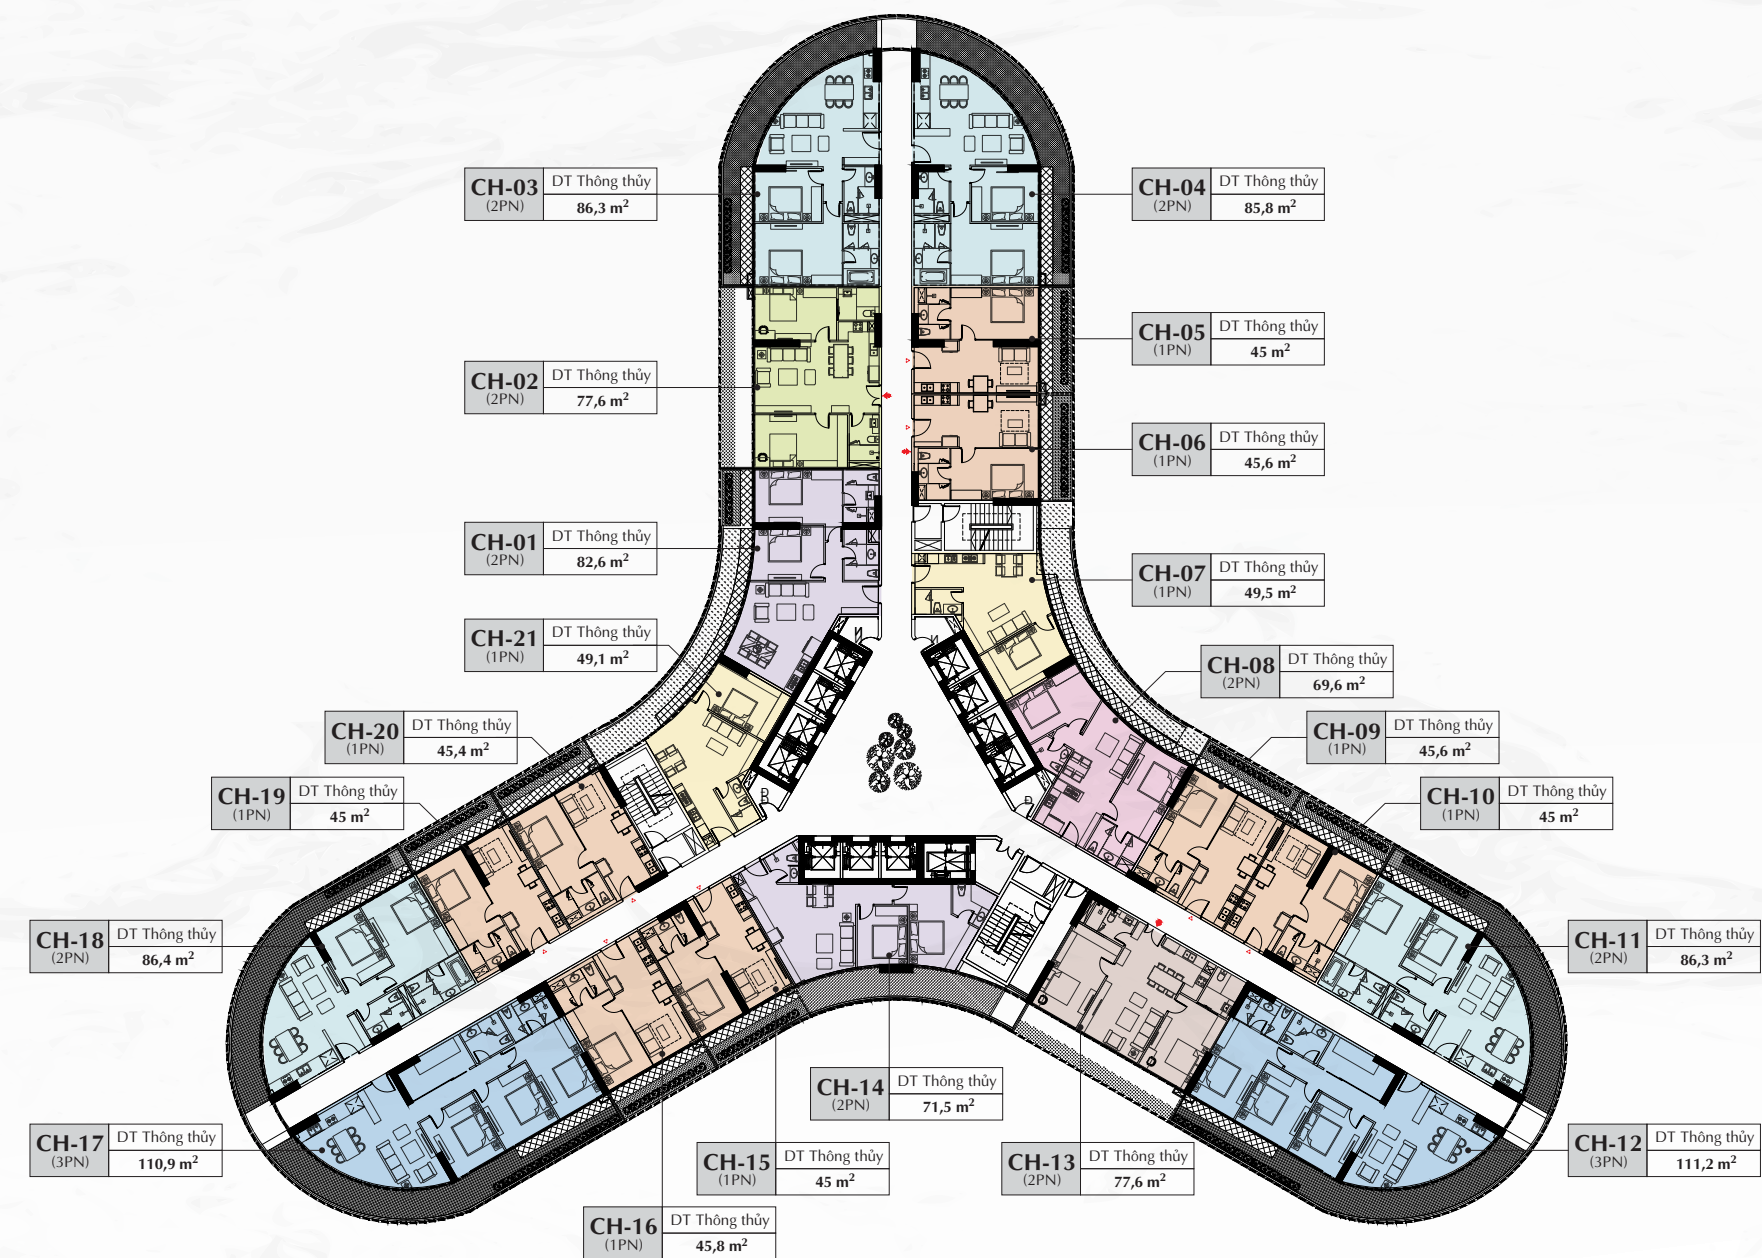 CH-03
(2PN)
DT Thông thủy
86,3 m²
CH-04
(2PN)
DT Thông thủy
85,8 m²
CH-05
(1PN)
DT Thông thủy
45 m²
CH-02
(2PN)
DT Thông thủy
77,6 m²
CH-06
(1PN)
DT Thông thủy
45,6 m²
CH-01
(2PN)
DT Thông thủy
82,6 m²
CH-07
(1PN)
DT Thông thủy
49,5 m²
CH-21
(1PN)
DT Thông thủy
49,1 m²
CH-08
(2PN)
DT Thông thủy
69,6 m²
CH-20
(1PN)
DT Thông thủy
45,4 m²
CH-09
(1PN)
DT Thông thủy
45,6 m²
CH-19
(1PN)
DT Thông thủy
45 m²
CH-10
(1PN)
DT Thông thủy
45 m²
CH-18
(2PN)
DT Thông thủy
86,4 m²
CH-11
(2PN)
DT Thông thủy
86,3 m²
CH-14
(2PN)
DT Thông thủy
71,5 m²
CH-17
(3PN)
DT Thông thủy
110,9 m²
CH-12
(3PN)
DT Thông thủy
111,2 m²
CH-15
(1PN)
DT Thông thủy
45 m²
CH-13
(2PN)
DT Thông thủy
77,6 m²
CH-16
(1PN)
DT Thông thủy
45,8 m²